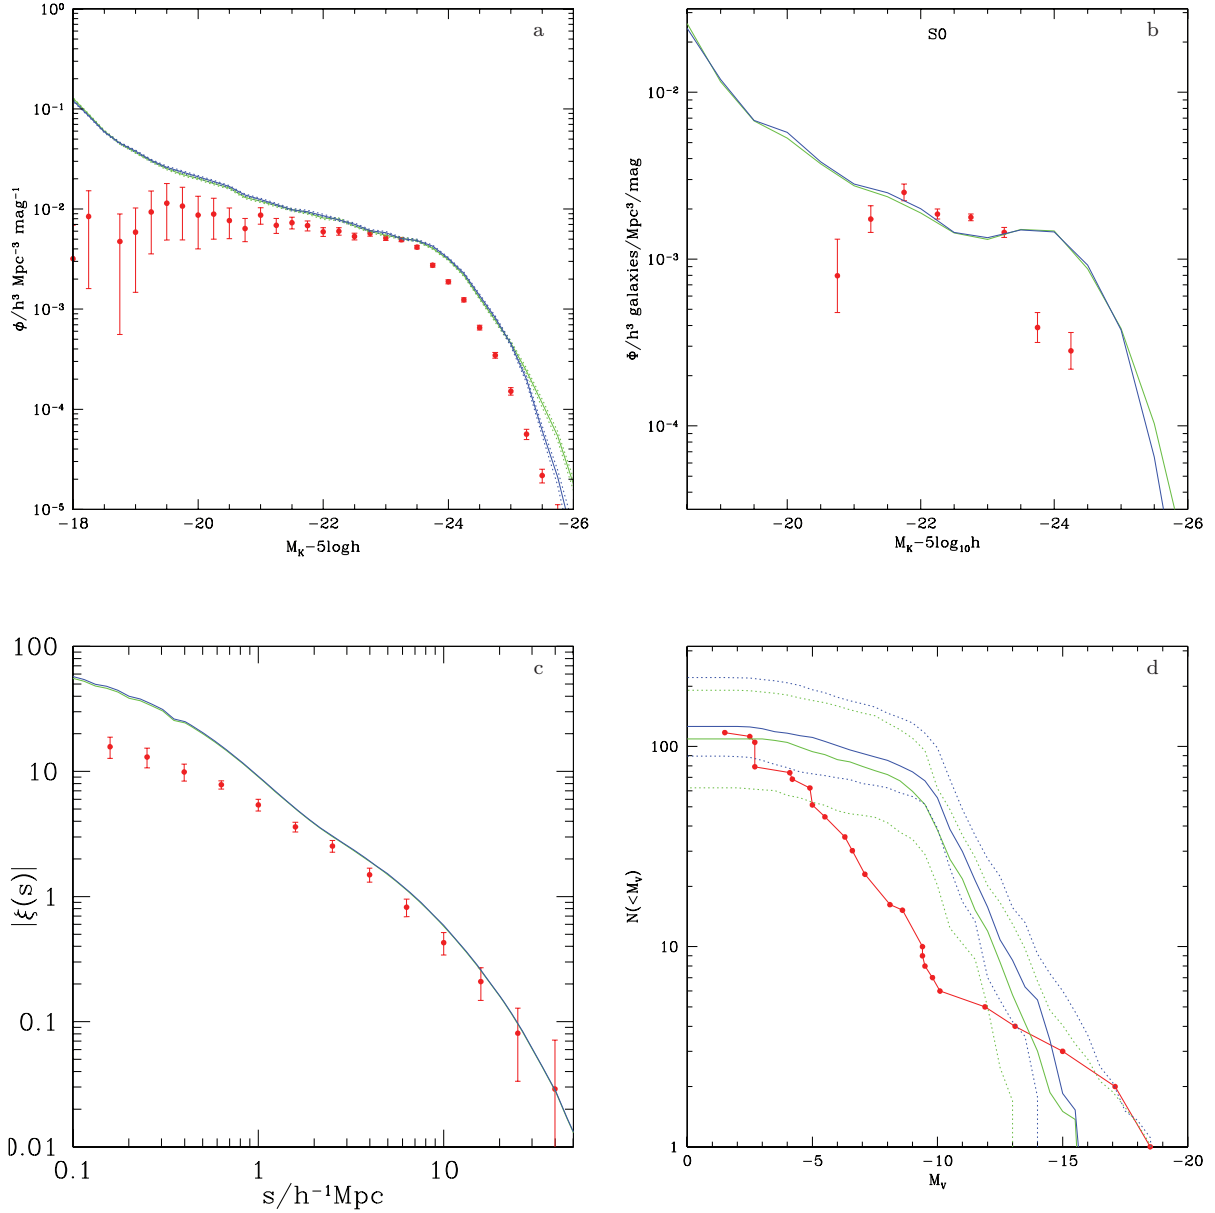 a
10⁰
10⁻¹
10⁻²
10⁻³
10⁻⁴
10⁻⁵
ϕ/h³ Mpc⁻³ mag⁻¹
−18
−20
−22
−24
−26
M_K−5logh
b
S0
10⁻²
10⁻³
10⁻⁴
Φ/h³ galaxies/Mpc³/mag
−20
−22
−24
−26
M_K−5log₁₀h
c
100
10
1
0.1
0.01
|ξ(s)|
0.1
1
10
s/h⁻¹Mpc
d
100
10
1
N(<M_V)
0
−5
−10
−15
−20
M_V